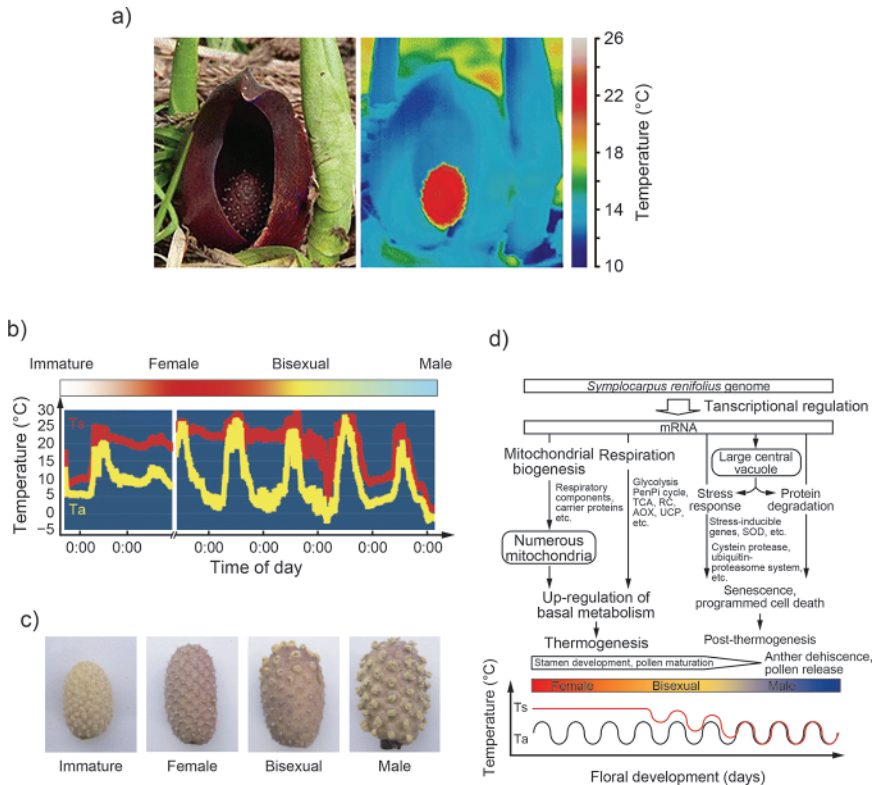 a)
26
22
18
14
10
Temperature (°C)
b)
Immature
Female
Bisexual
Male
30
25
20
15
10
5
0
−5
Temperature (°C)
Ts
Ta
0:00
0:00
0:00
0:00
0:00
0:00
0:00
Time of day
c)
Immature
Female
Bisexual
Male
d)
Symplocarpus renifolius genome
Tanscriptional regulation
mRNA
Mitochondrial
biogenesis
Respiration
Large central
vacuole
Respiratory
components,
carrier proteins
etc.
Glycolysis
PenPi cycle,
TCA, RC,
AOX, UCP,
etc.
Stress
response
Protein
degradation
Stress-inducible
genes, SOD, etc.
Cystein protease,
ubiquitin-
proteasome system,
etc.
Numerous
mitochondria
Up-regulation of
basal metabolism
Senescence,
programmed cell death
Thermogenesis
Post-thermogenesis
Stamen development, pollen maturation
Anther dehiscence,
pollen release
Female
Bisexual
Male
Temperature (°C)
Ts
Ta
Floral development (days)